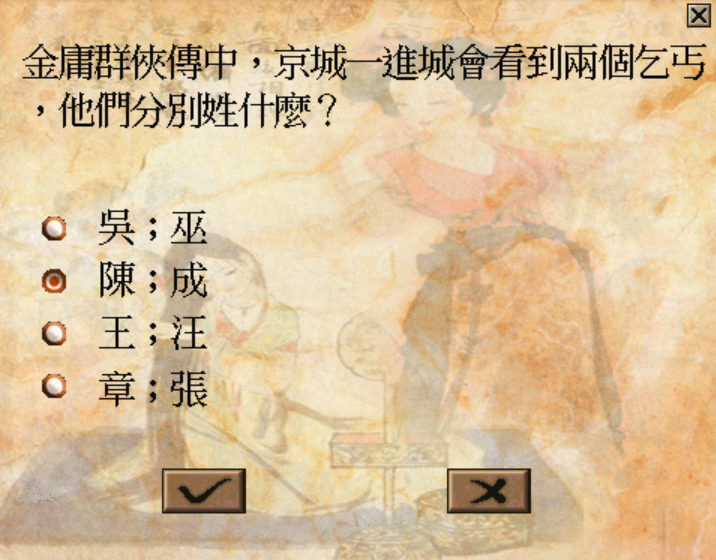 金庸群俠傳中，京城一進城會看到兩個乞丐
，他們分別姓什麼？
吳；巫
陳；成
王；汪
章；張